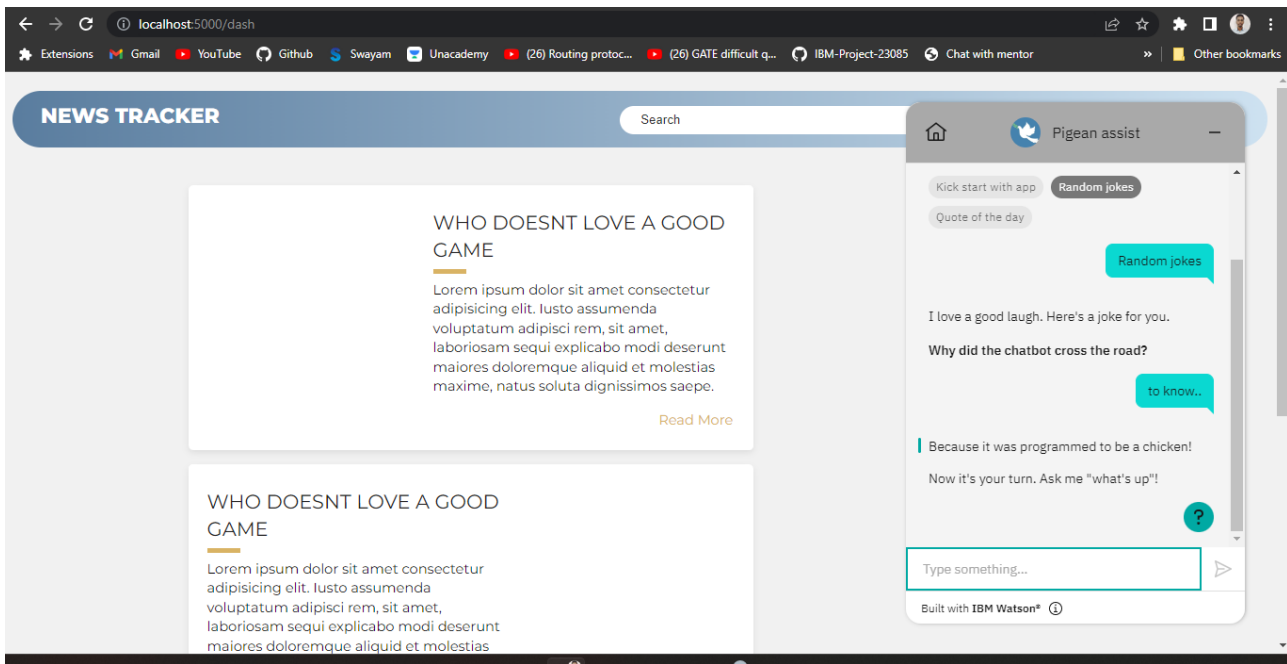 localhost:5000/dash
Extensions Gmail YouTube Github Swayam Unacademy (26) Routing protoc... (26) GATE difficult q... IBM-Project-23085 Chat with mentor » Other bookmarks
NEWS TRACKER
Search
WHO DOESNT LOVE A GOOD
GAME
Lorem ipsum dolor sit amet consectetur
adipisicing elit. Iusto assumenda
voluptatum adipisci rem, sit amet,
laboriosam sequi explicabo modi deserunt
maiores doloremque aliquid et molestias
maxime, natus soluta dignissimos saepe.
Read More
WHO DOESNT LOVE A GOOD
GAME
Lorem ipsum dolor sit amet consectetur
adipisicing elit. Iusto assumenda
voluptatum adipisci rem, sit amet,
laboriosam sequi explicabo modi deserunt
maiores doloremque aliquid et molestias
Pigean assist
Kick start with app Random jokes
Quote of the day
Random jokes
I love a good laugh. Here's a joke for you.
Why did the chatbot cross the road?
to know..
Because it was programmed to be a chicken!
Now it's your turn. Ask me "what's up"!
?
Type something...
Built with IBM Watson®